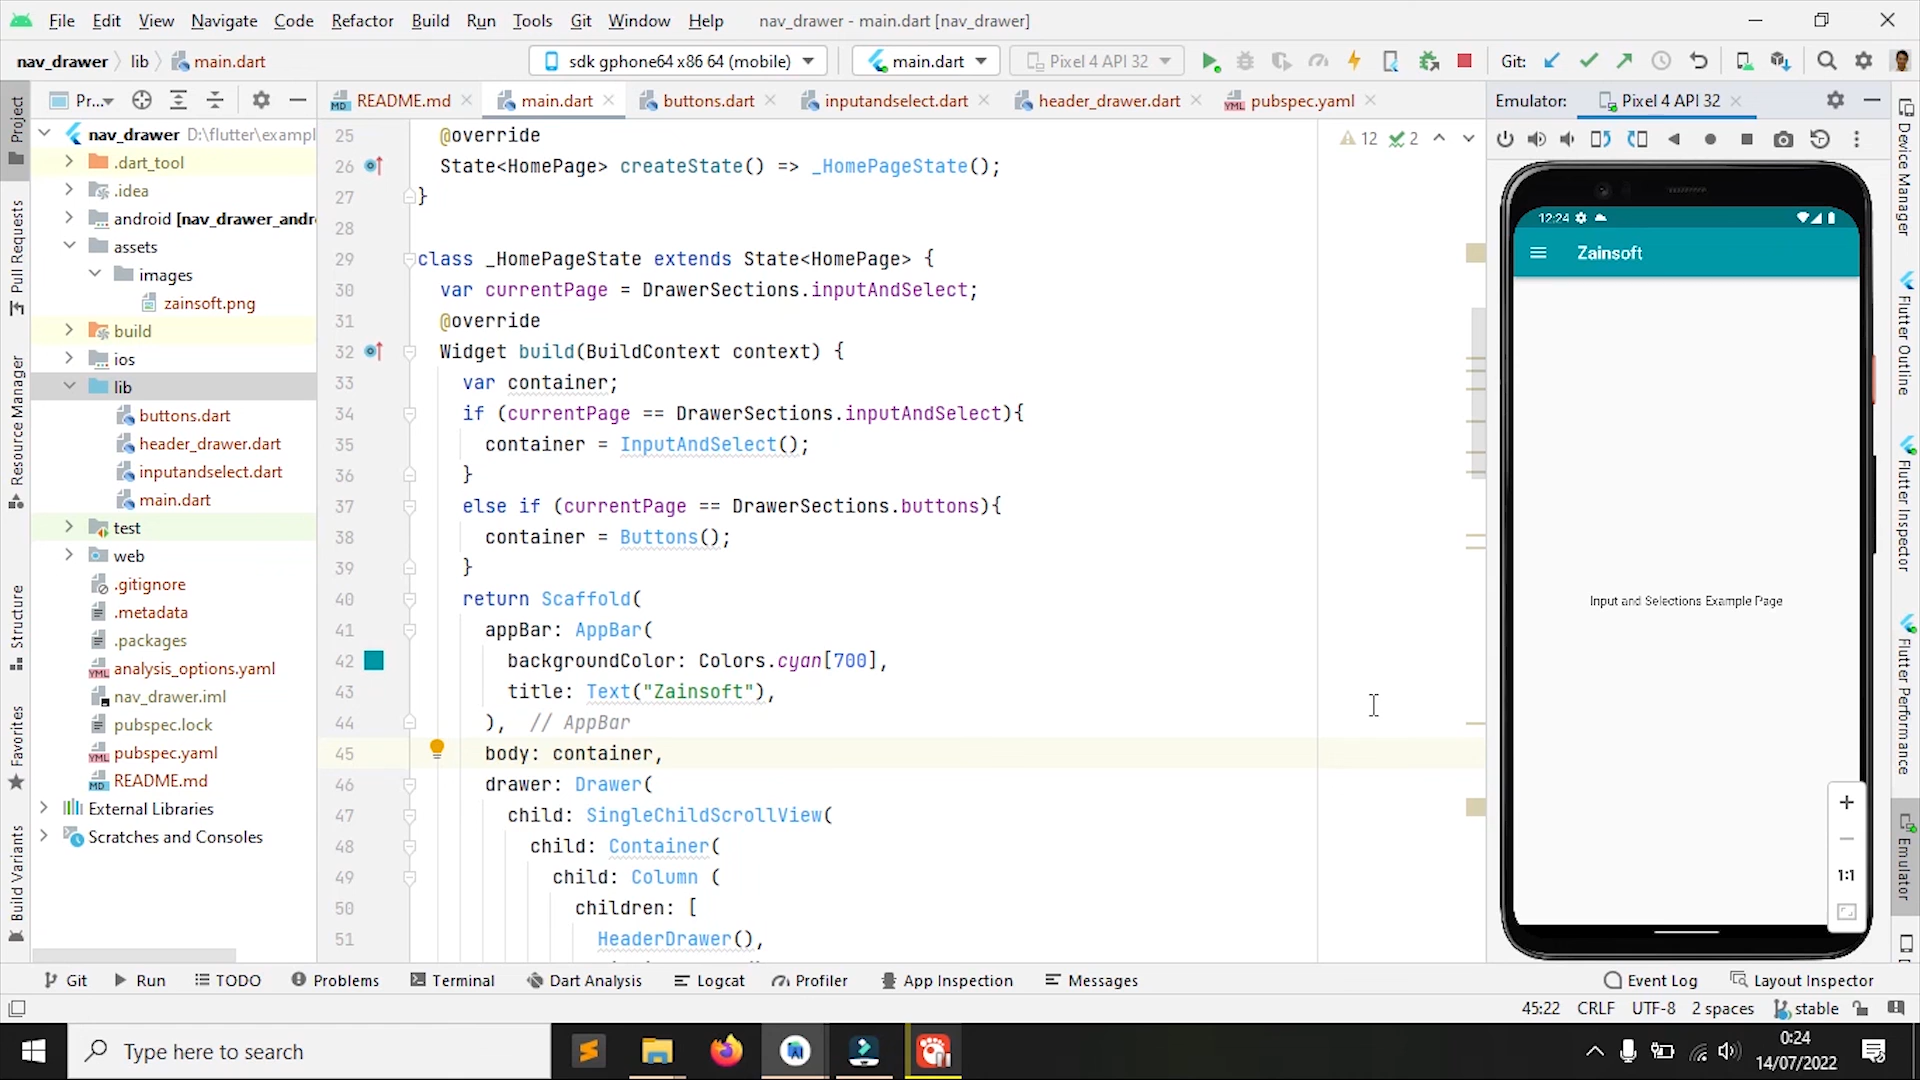 File Edit View Navigate Code Refactor Build Run Tools Git Window Help nav_drawer - main.dart [nav_drawer]
nav_drawer lib main.dart sdk gphone64 x86 64 (mobile) main.dart Pixel 4 API 32 Git:
Project Pr... README.md main.dart buttons.dart inputandselect.dart header_drawer.dart pubspec.yaml Emulator: Pixel 4 API 32
nav_drawer D:\flutter\exampl
.dart_tool
.idea
android [nav_drawer_andr
assets
images
zainsoft.png
build
ios
lib
buttons.dart
header_drawer.dart
inputandselect.dart
main.dart
test
web
.gitignore
.metadata
.packages
analysis_options.yaml
nav_drawer.iml
pubspec.lock
pubspec.yaml
README.md
External Libraries
Scratches and Consoles
Pull Requests
Resource Manager
Structure
Favorites
Build Variants
12 2
25 @override
26 State<HomePage> createState() => _HomePageState();
27 }
28
29 class _HomePageState extends State<HomePage> {
30 var currentPage = DrawerSections.inputAndSelect;
31 @override
32 Widget build(BuildContext context) {
33 var container;
34 if (currentPage == DrawerSections.inputAndSelect){
35 container = InputAndSelect();
36 }
37 else if (currentPage == DrawerSections.buttons){
38 container = Buttons();
39 }
40 return Scaffold(
41 appBar: AppBar(
42 backgroundColor: Colors.cyan[700],
43 title: Text("Zainsoft"),
44 ), // AppBar
45 body: container,
46 drawer: Drawer(
47 child: SingleChildScrollView(
48 child: Container(
49 child: Column (
50 children: [
51 HeaderDrawer(),
12:24
Zainsoft
Input and Selections Example Page
1:1
Device Manager
Flutter Outline
Flutter Inspector
Flutter Performance
Emulator
Git Run TODO Problems Terminal Dart Analysis Logcat Profiler App Inspection Messages Event Log Layout Inspector
45:22 CRLF UTF-8 2 spaces stable
Type here to search
0:24
14/07/2022